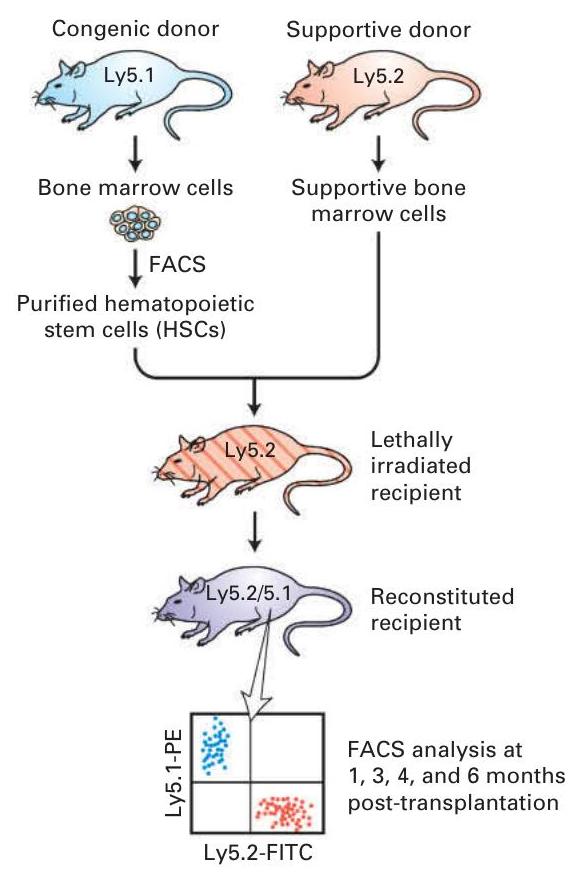 Congenic donor
Supportive donor
Ly5.1
Ly5.2
Bone marrow cells
Supportive bone
marrow cells
FACS
Purified hematopoietic
stem cells (HSCs)
Ly5.2
Lethally
irradiated
recipient
Ly5.2/5.1
Reconstituted
recipient
Ly5.1-PE
FACS analysis at
1, 3, 4, and 6 months
post-transplantation
Ly5.2-FITC